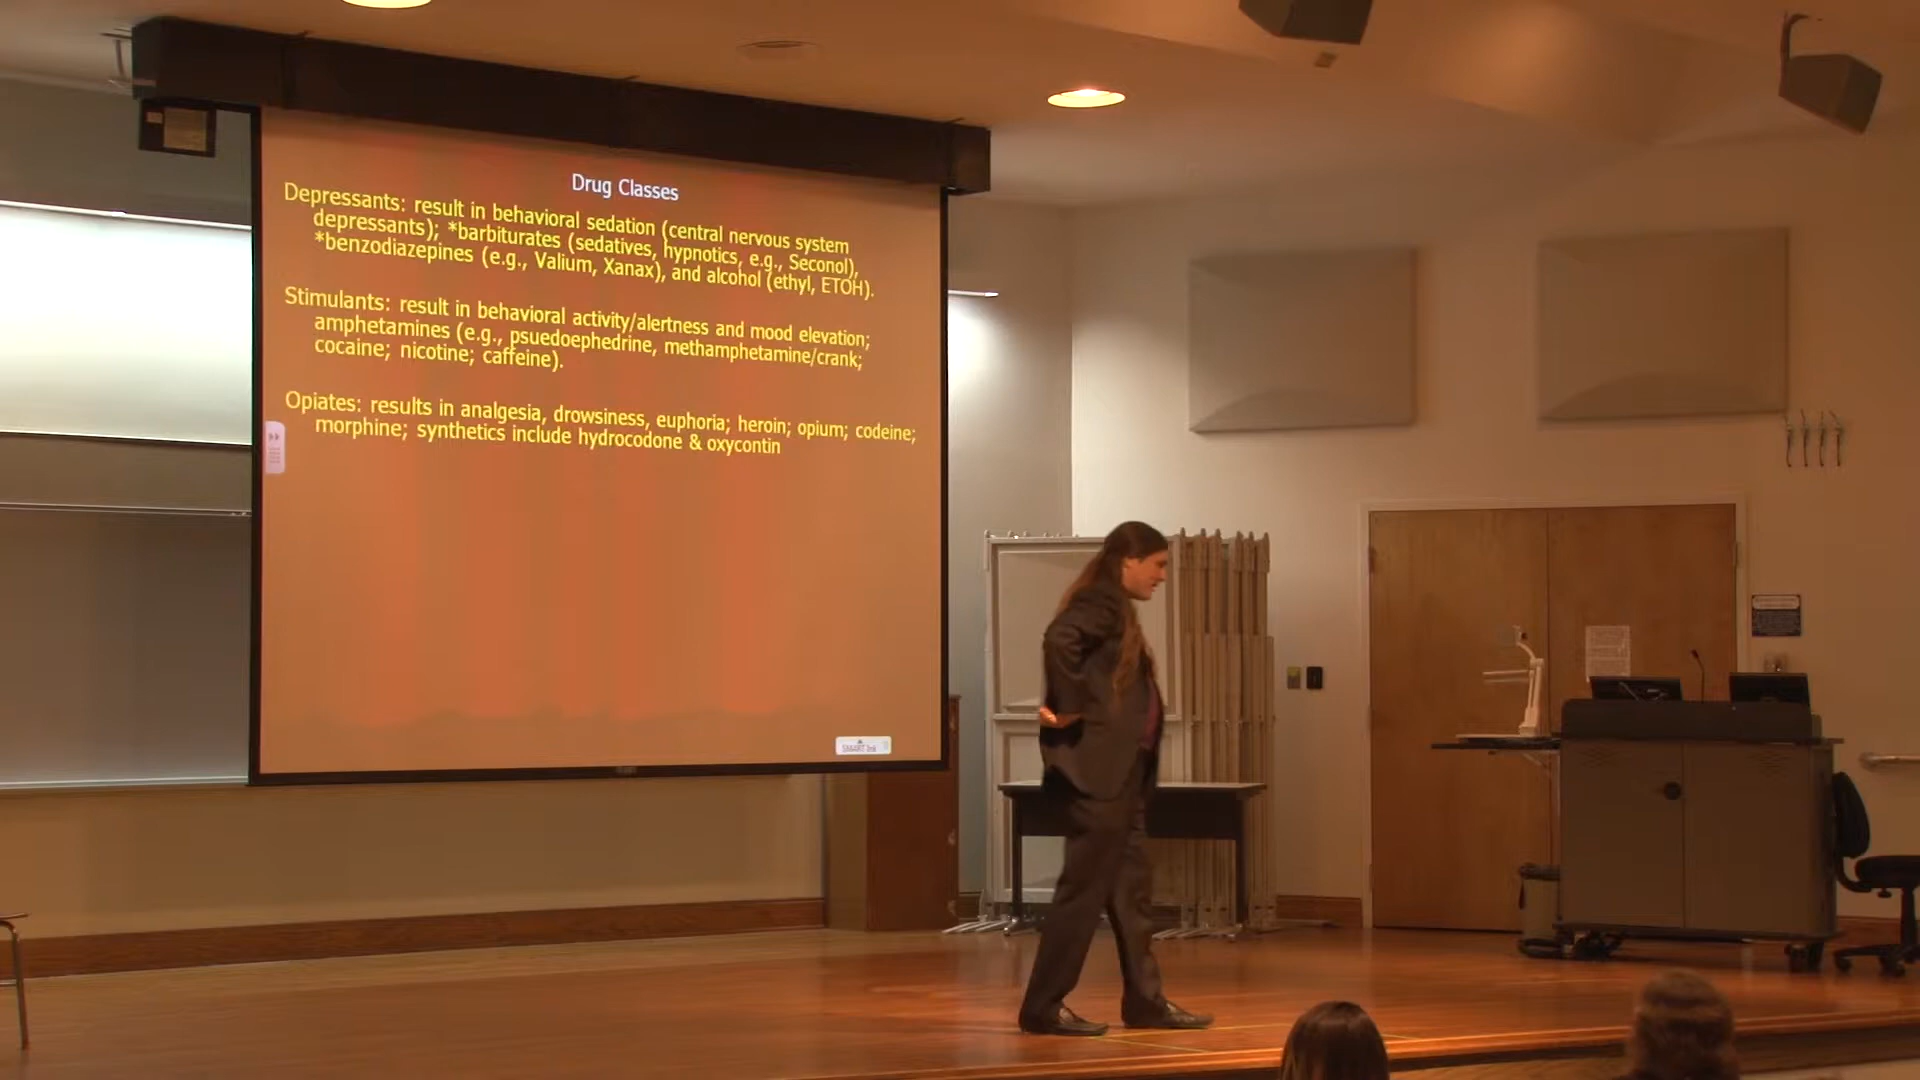 Drug Classes
Depressants: result in behavioral sedation (central nervous system
depressants); *barbiturates (sedatives, hypnotics, e.g., Seconol),
*benzodiazepines (e.g., Valium, Xanax), and alcohol (ethyl, ETOH).
Stimulants: result in behavioral activity/alertness and mood elevation;
amphetamines (e.g., psuedoephedrine, methamphetamine/crank;
cocaine; nicotine; caffeine).
Opiates: results in analgesia, drowsiness, euphoria; heroin; opium; codeine;
morphine; synthetics include hydrocodone & oxycontin
SMART Ink